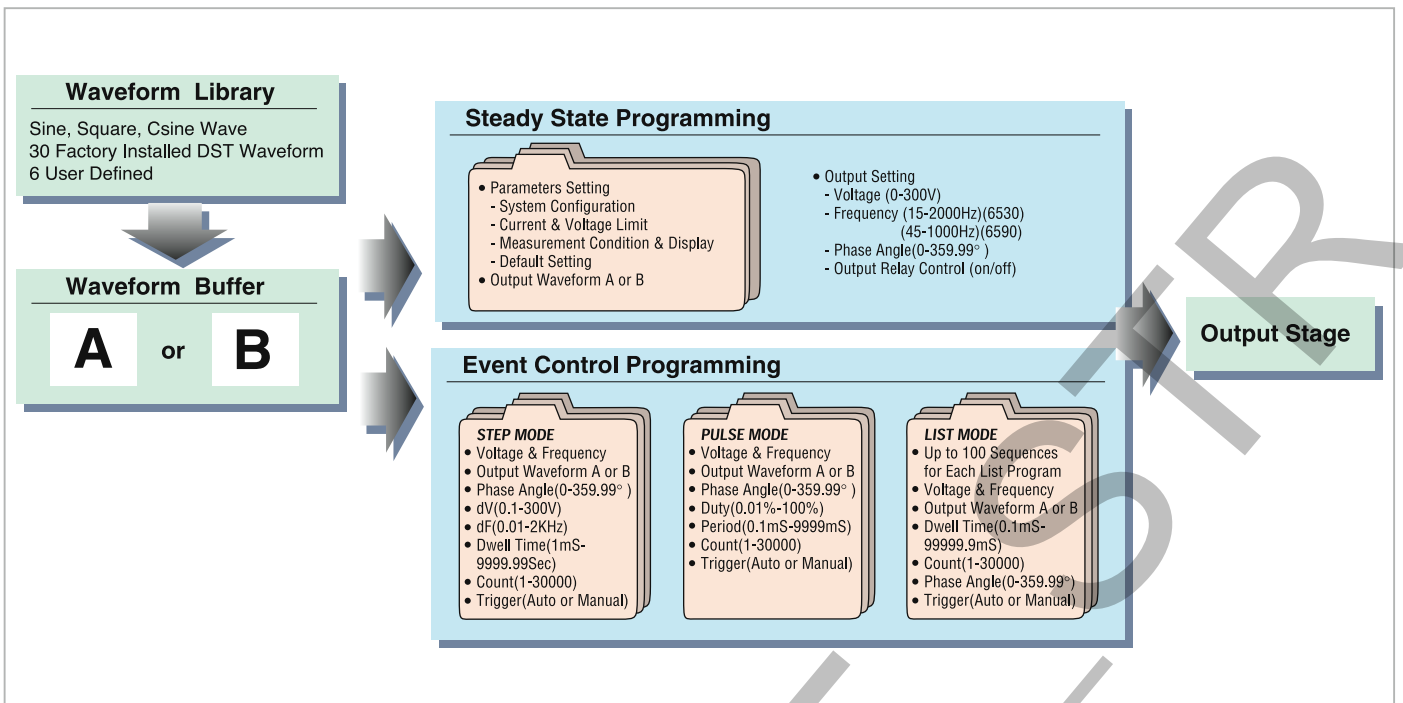 Waveform Library
Sine, Square, Csine Wave
30 Factory Installed DST Waveform
6 User Defined
Waveform Buffer
A or B
Steady State Programming
• Parameters Setting
- System Configuration
- Current & Voltage Limit
- Measurement Condition & Display
- Default Setting
• Output Waveform A or B
• Output Setting
- Voltage (0-300V)
- Frequency (15-2000Hz)(6530)
(45-1000Hz)(6590)
- Phase Angle(0-359.99° )
- Output Relay Control (on/off)
Event Control Programming
STEP MODE
• Voltage & Frequency
• Output Waveform A or B
• Phase Angle(0-359.99° )
• dV(0.1-300V)
• dF(0.01-2KHz)
• Dwell Time(1mS-
9999.99Sec)
• Count(1-30000)
• Trigger(Auto or Manual)
PULSE MODE
• Voltage & Frequency
• Output Waveform A or B
• Phase Angle(0-359.99° )
• Duty(0.01%-100%)
• Period(0.1mS-9999mS)
• Count(1-30000)
• Trigger(Auto or Manual)
LIST MODE
• Up to 100 Sequences
for Each List Program
• Voltage & Frequency
• Output Waveform A or B
• Dwell Time(0.1mS-
99999.9mS)
• Count(1-30000)
• Phase Angle(0-359.99°)
• Trigger(Auto or Manual)
Output Stage
STR